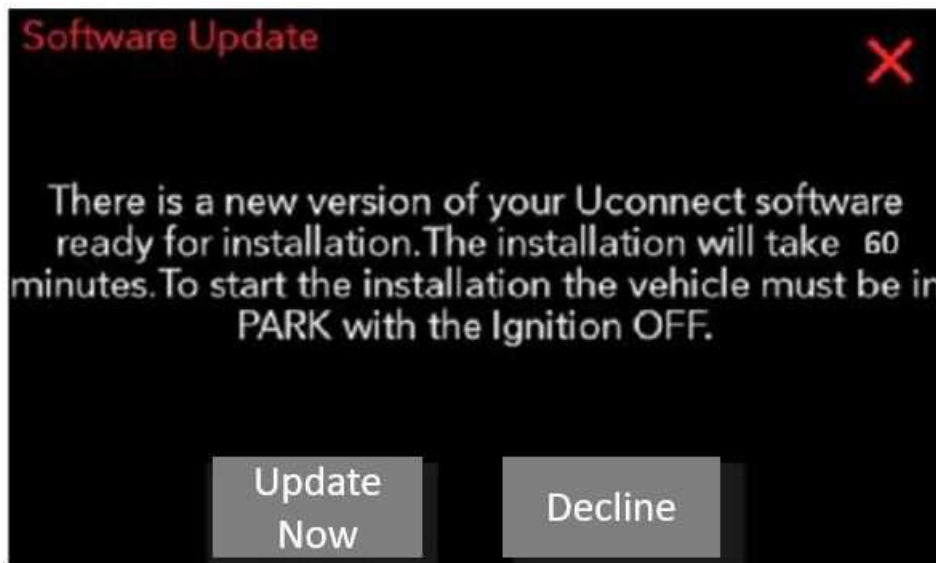 Software Update
There is a new version of your Uconnect software
ready for installation.The installation will take 60
minutes.To start the installation the vehicle must be in
PARK with the Ignition OFF.
Update
Now
Decline